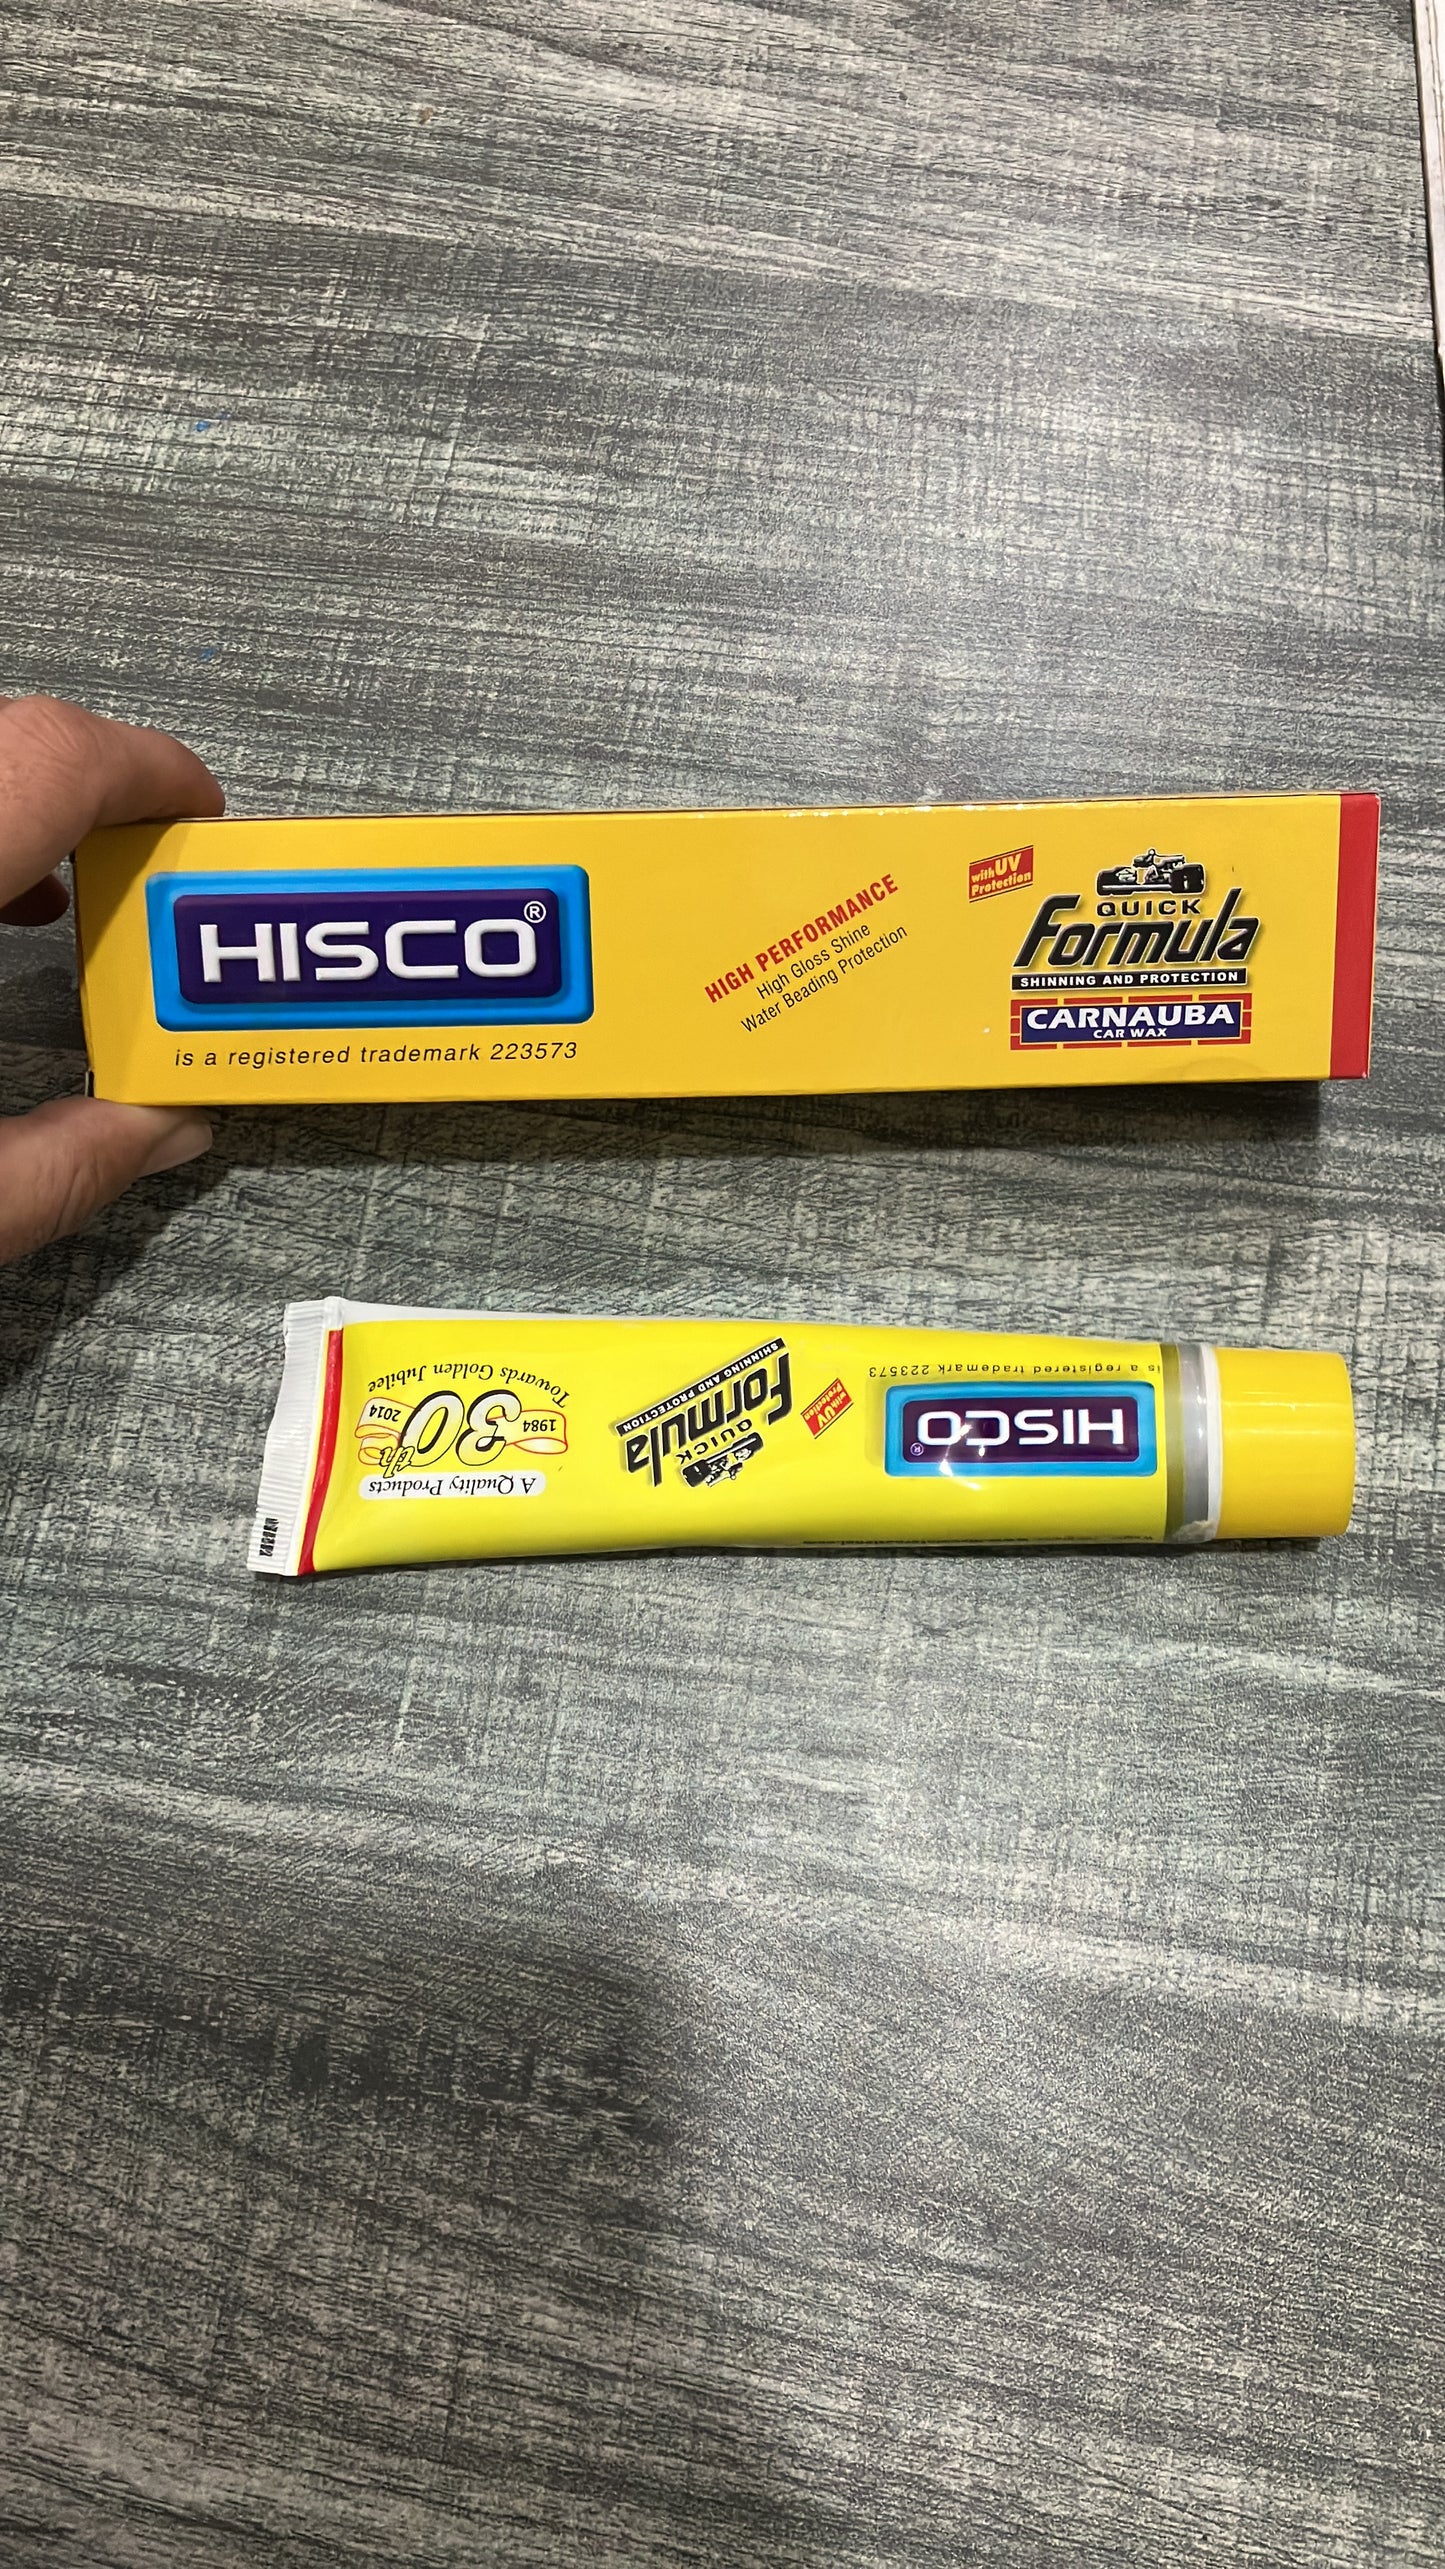 HISCO®
is a registered trademark 223573
HIGH PERFORMANCE
High Gloss Shine
Water Beading Protection
with UV
Protection
QUICK
Formula
SHINNING AND PROTECTION
CARNAUBA
CAR WAX
HISCO®
is a registered trademark 223573
with UV
Protection
QUICK
Formula
SHINNING AND PROTECTION
A Quality Products
1984 30th 2014
Towards Golden Jubilee